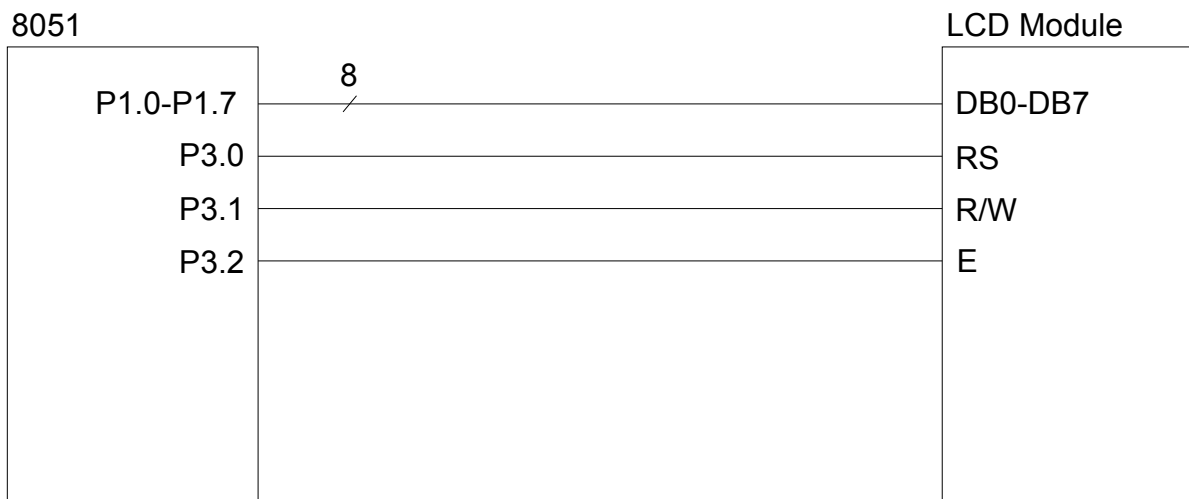 8051
LCD Module
8
P1.0-P1.7
DB0-DB7
P3.0
RS
P3.1
R/W
P3.2
E